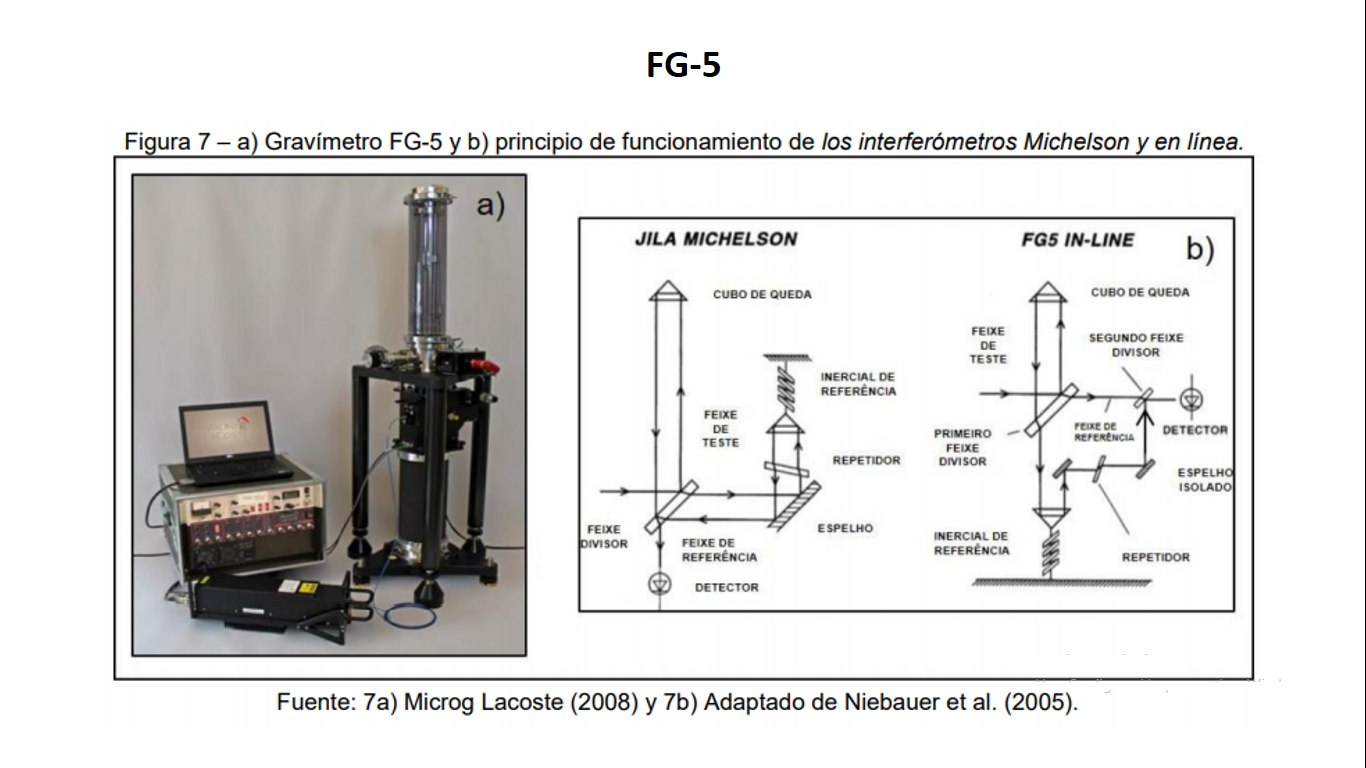 FG-5
Figura 7 – a) Gravímetro FG-5 y b) principio de funcionamiento de los interferómetros Michelson y en línea.
a)
JILA MICHELSON
CUBO DE QUEDA
INERCIAL DE
REFERÊNCIA
FEIXE
DE
TESTE
REPETIDOR
ESPELHO
FEIXE
DIVISOR
FEIXE DE
REFERÊNCIA
DETECTOR
FG5 IN-LINE
b)
CUBO DE QUEDA
FEIXE
DE
TESTE
SEGUNDO FEIXE
DIVISOR
FEIXE DE
REFERÊNCIA
DETECTOR
PRIMEIRO
FEIXE
DIVISOR
ESPELHO
ISOLADO
INERCIAL DE
REFERÊNCIA
REPETIDOR
Fuente: 7a) Microg Lacoste (2008) y 7b) Adaptado de Niebauer et al. (2005).